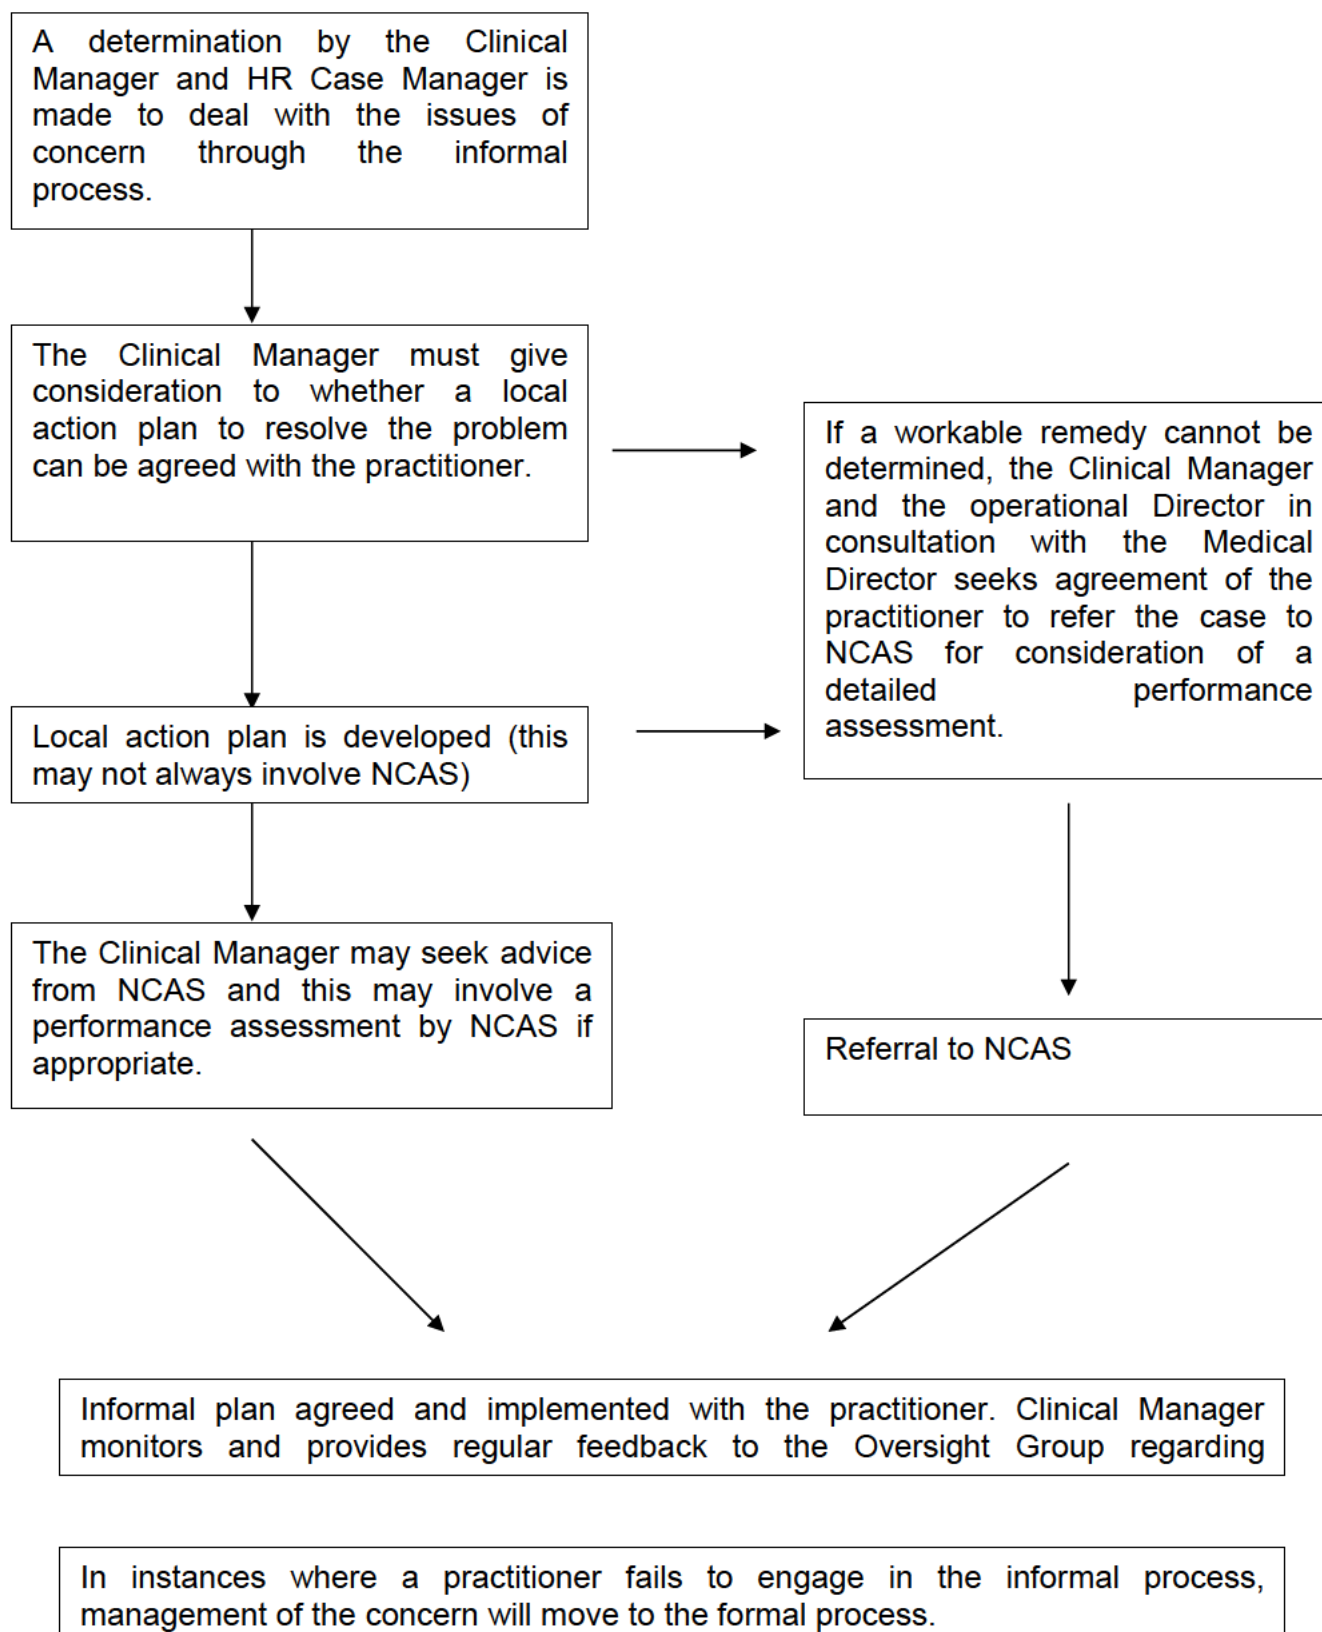 A determination by the Clinical
Manager and HR Case Manager is
made to deal with the issues of
concern through the informal
process.
The Clinical Manager must give
consideration to whether a local
action plan to resolve the problem
can be agreed with the practitioner.
If a workable remedy cannot be
determined, the Clinical Manager
and the operational Director in
consultation with the Medical
Director seeks agreement of the
practitioner to refer the case to
NCAS for consideration of a
detailed performance
assessment.
Local action plan is developed (this
may not always involve NCAS)
The Clinical Manager may seek advice
from NCAS and this may involve a
performance assessment by NCAS if
appropriate.
Referral to NCAS
Informal plan agreed and implemented with the practitioner. Clinical Manager
monitors and provides regular feedback to the Oversight Group regarding
In instances where a practitioner fails to engage in the informal process,
management of the concern will move to the formal process.